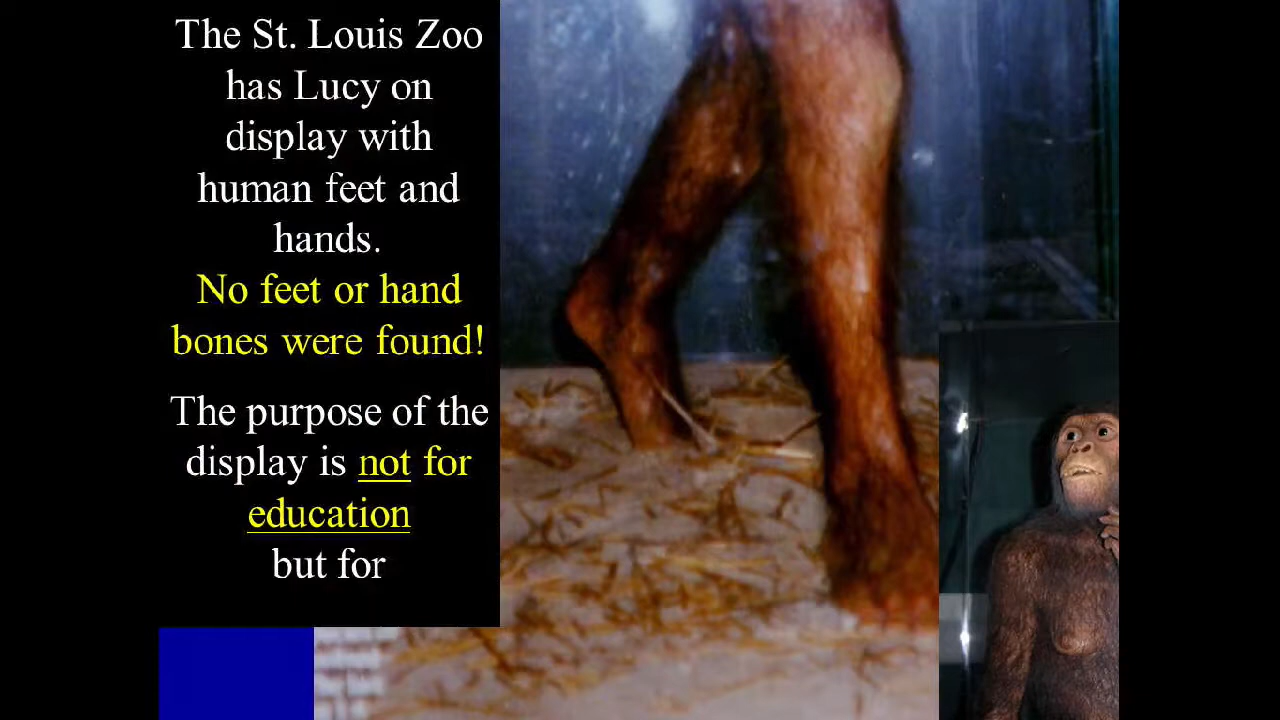 The St. Louis Zoo
has Lucy on
display with
human feet and
hands.
No feet or hand
bones were found!
The purpose of the
display is not for
education
but for